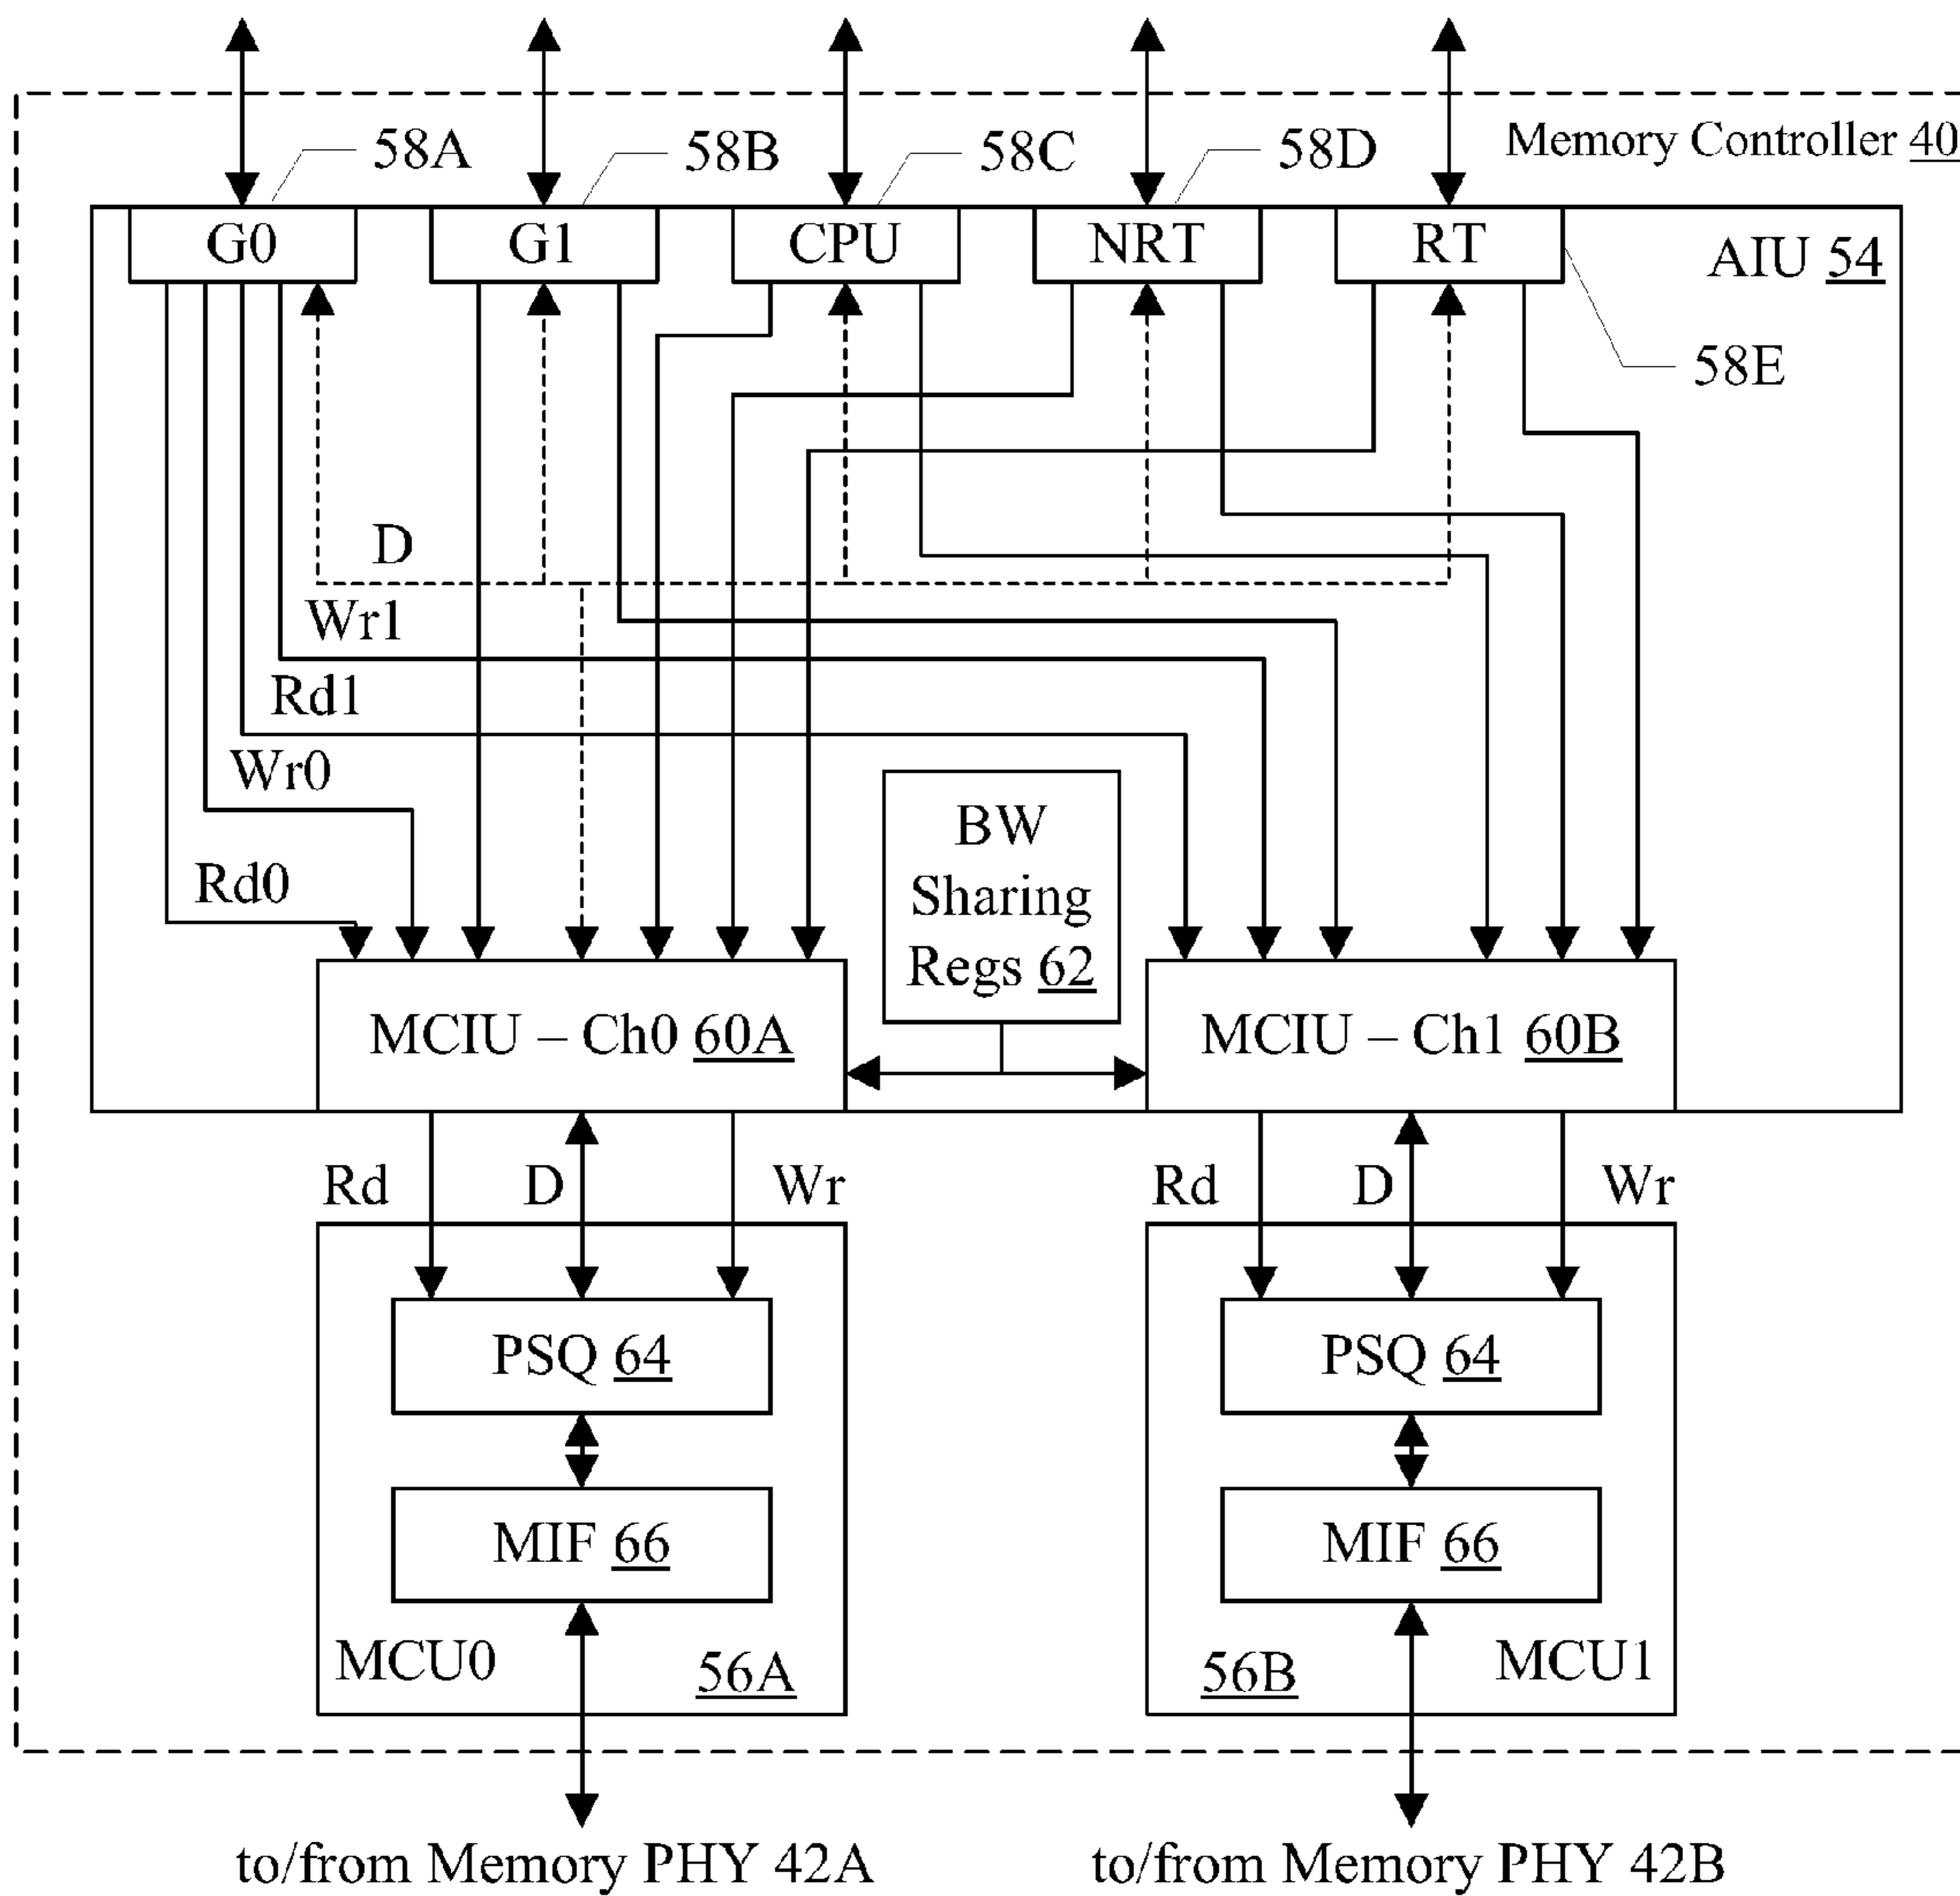 58A
58B
58C
58D
Memory Controller 40
G0
G1
CPU
NRT
RT
AIU 54
58E
D
Wr1
Rd1
Wr0
Rd0
BW
Sharing
Regs 62
MCIU – Ch0 60A
MCIU – Ch1 60B
Rd
D
Wr
Rd
D
Wr
PSQ 64
PSQ 64
MIF 66
MIF 66
MCU0
56A
56B
MCU1
to/from Memory PHY 42A
to/from Memory PHY 42B